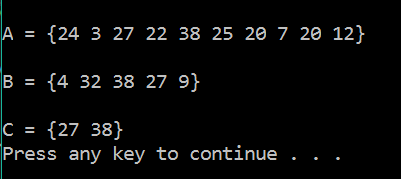 A = {24 3 27 22 38 25 20 7 20 12}
B = {4 32 38 27 9}
C = {27 38}
Press any key to continue . . .